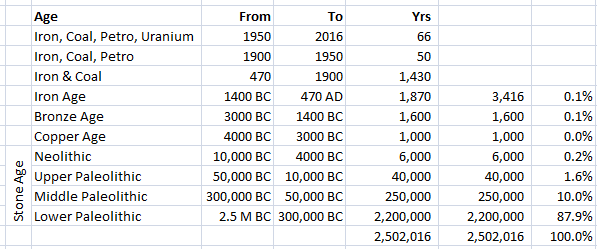 Age From To Yrs
Iron, Coal, Petro, Uranium 1950 2016 66
Iron, Coal, Petro 1900 1950 50
Iron & Coal 470 1900 1,430
Iron Age 1400 BC 470 AD 1,870 3,416 0.1%
Bronze Age 3000 BC 1400 BC 1,600 1,600 0.1%
Copper Age 4000 BC 3000 BC 1,000 1,000 0.0%
Stone Age
Neolithic 10,000 BC 4000 BC 6,000 6,000 0.2%
Upper Paleolithic 50,000 BC 10,000 BC 40,000 40,000 1.6%
Middle Paleolithic 300,000 BC 50,000 BC 250,000 250,000 10.0%
Lower Paleolithic 2.5 M BC 300,000 BC 2,200,000 2,200,000 87.9%
2,502,016 2,502,016 100.0%